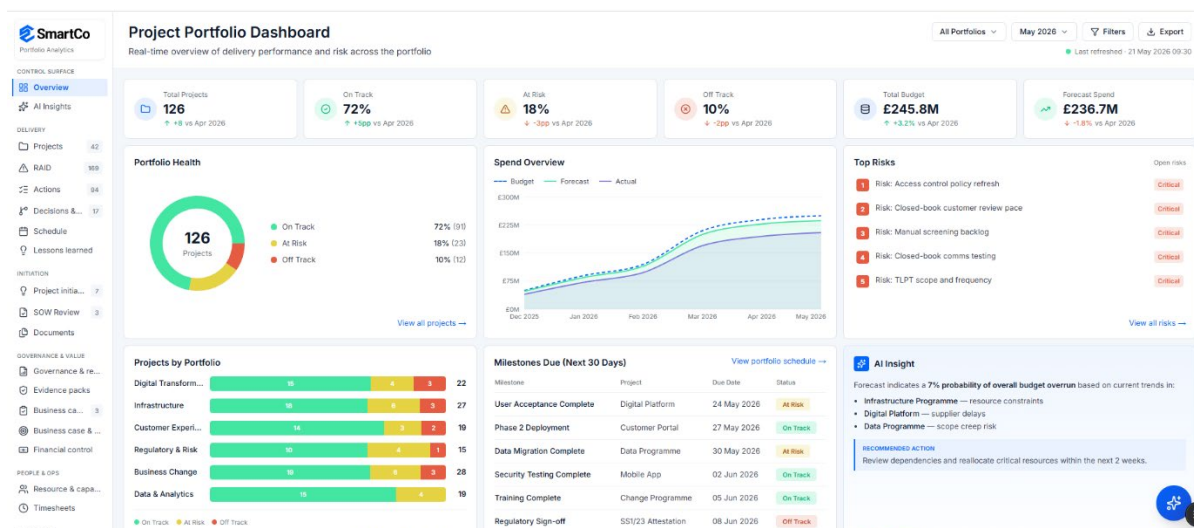 SmartCo
Portfolio Analytics
CONTROL SURFACE
Overview
AI Insights
DELIVERY
Projects 42
RAID 169
Actions 94
Decisions &... 17
Schedule
Lessons learned
INITIATION
Project initia... 7
SOW Review 3
Documents
GOVERNANCE & VALUE
Governance & re...
Evidence packs
Business ca... 5
Business case & ...
Financial control
PEOPLE & OPS
Resource & capa...
Timesheets
Project Portfolio Dashboard
Real-time overview of delivery performance and risk across the portfolio
All Portfolios
May 2026
Filters
Export
Last refreshed · 21 May 2026 09:30
Total Projects
126
↑ +8 vs Apr 2026
On Track
72%
↑ +5pp vs Apr 2026
At Risk
18%
↓ -3pp vs Apr 2026
Off Track
10%
↓ -2pp vs Apr 2026
Total Budget
£245.8M
↑ +3.2% vs Apr 2026
Forecast Spend
£236.7M
↓ -1.8% vs Apr 2026
Portfolio Health
126
Projects
On Track 72% (91)
At Risk 18% (23)
Off Track 10% (12)
View all projects →
Spend Overview
Budget Forecast Actual
£300M
£225M
£150M
£75M
£0M
Dec 2025 Jan 2026 Feb 2026 Mar 2026 Apr 2026 May 2026
Top Risks Open risks
1 Risk: Access control policy refresh Critical
2 Risk: Closed-book customer review pace Critical
3 Risk: Manual screening backlog Critical
4 Risk: Closed-book comms testing Critical
5 Risk: TLPT scope and frequency Critical
View all risks →
Projects by Portfolio
Digital Transform... 4 3 22
Infrastructure 3 27
Customer Experi... 14 3 2 19
Regulatory & Risk 10 4 1 15
Business Change 3 28
Data & Analytics 15 4 19
On Track At Risk Off Track
Milestones Due (Next 30 Days) View portfolio schedule →
Milestone Project Due Date Status
User Acceptance Complete Digital Platform 24 May 2026 At Risk
Phase 2 Deployment Customer Portal 27 May 2026 On Track
Data Migration Complete Data Programme 30 May 2026 At Risk
Security Testing Complete Mobile App 02 Jun 2026 On Track
Training Complete Change Programme 05 Jun 2026 On Track
Regulatory Sign-off SS1/23 Attestation 08 Jun 2026 Off Track
AI Insight
Forecast indicates a 7% probability of overall budget overrun based on current trends in:
• Infrastructure Programme — resource constraints
• Digital Platform — supplier delays
• Data Programme — scope creep risk
RECOMMENDED ACTION
Review dependencies and reallocate critical resources within the next 2 weeks.